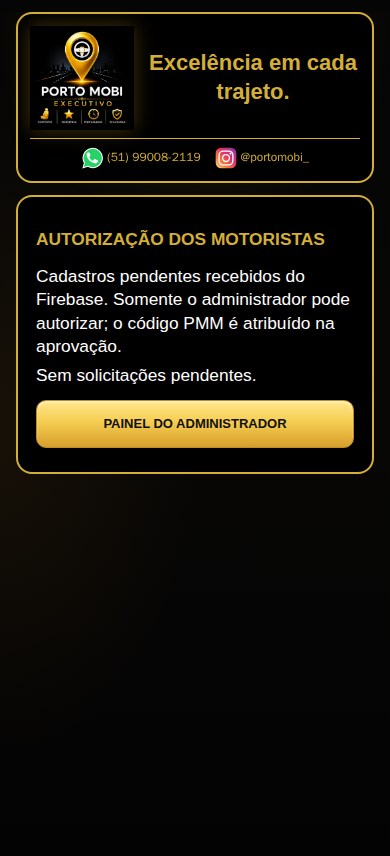 PORTO MOBI
EXECUTIVO
Excelência em cada
trajeto.
(51) 99008-2119 @portomobi_
AUTORIZAÇÃO DOS MOTORISTAS
Cadastros pendentes recebidos do
Firebase. Somente o administrador pode
autorizar; o código PMM é atribuído na
aprovação.
Sem solicitações pendentes.
PAINEL DO ADMINISTRADOR